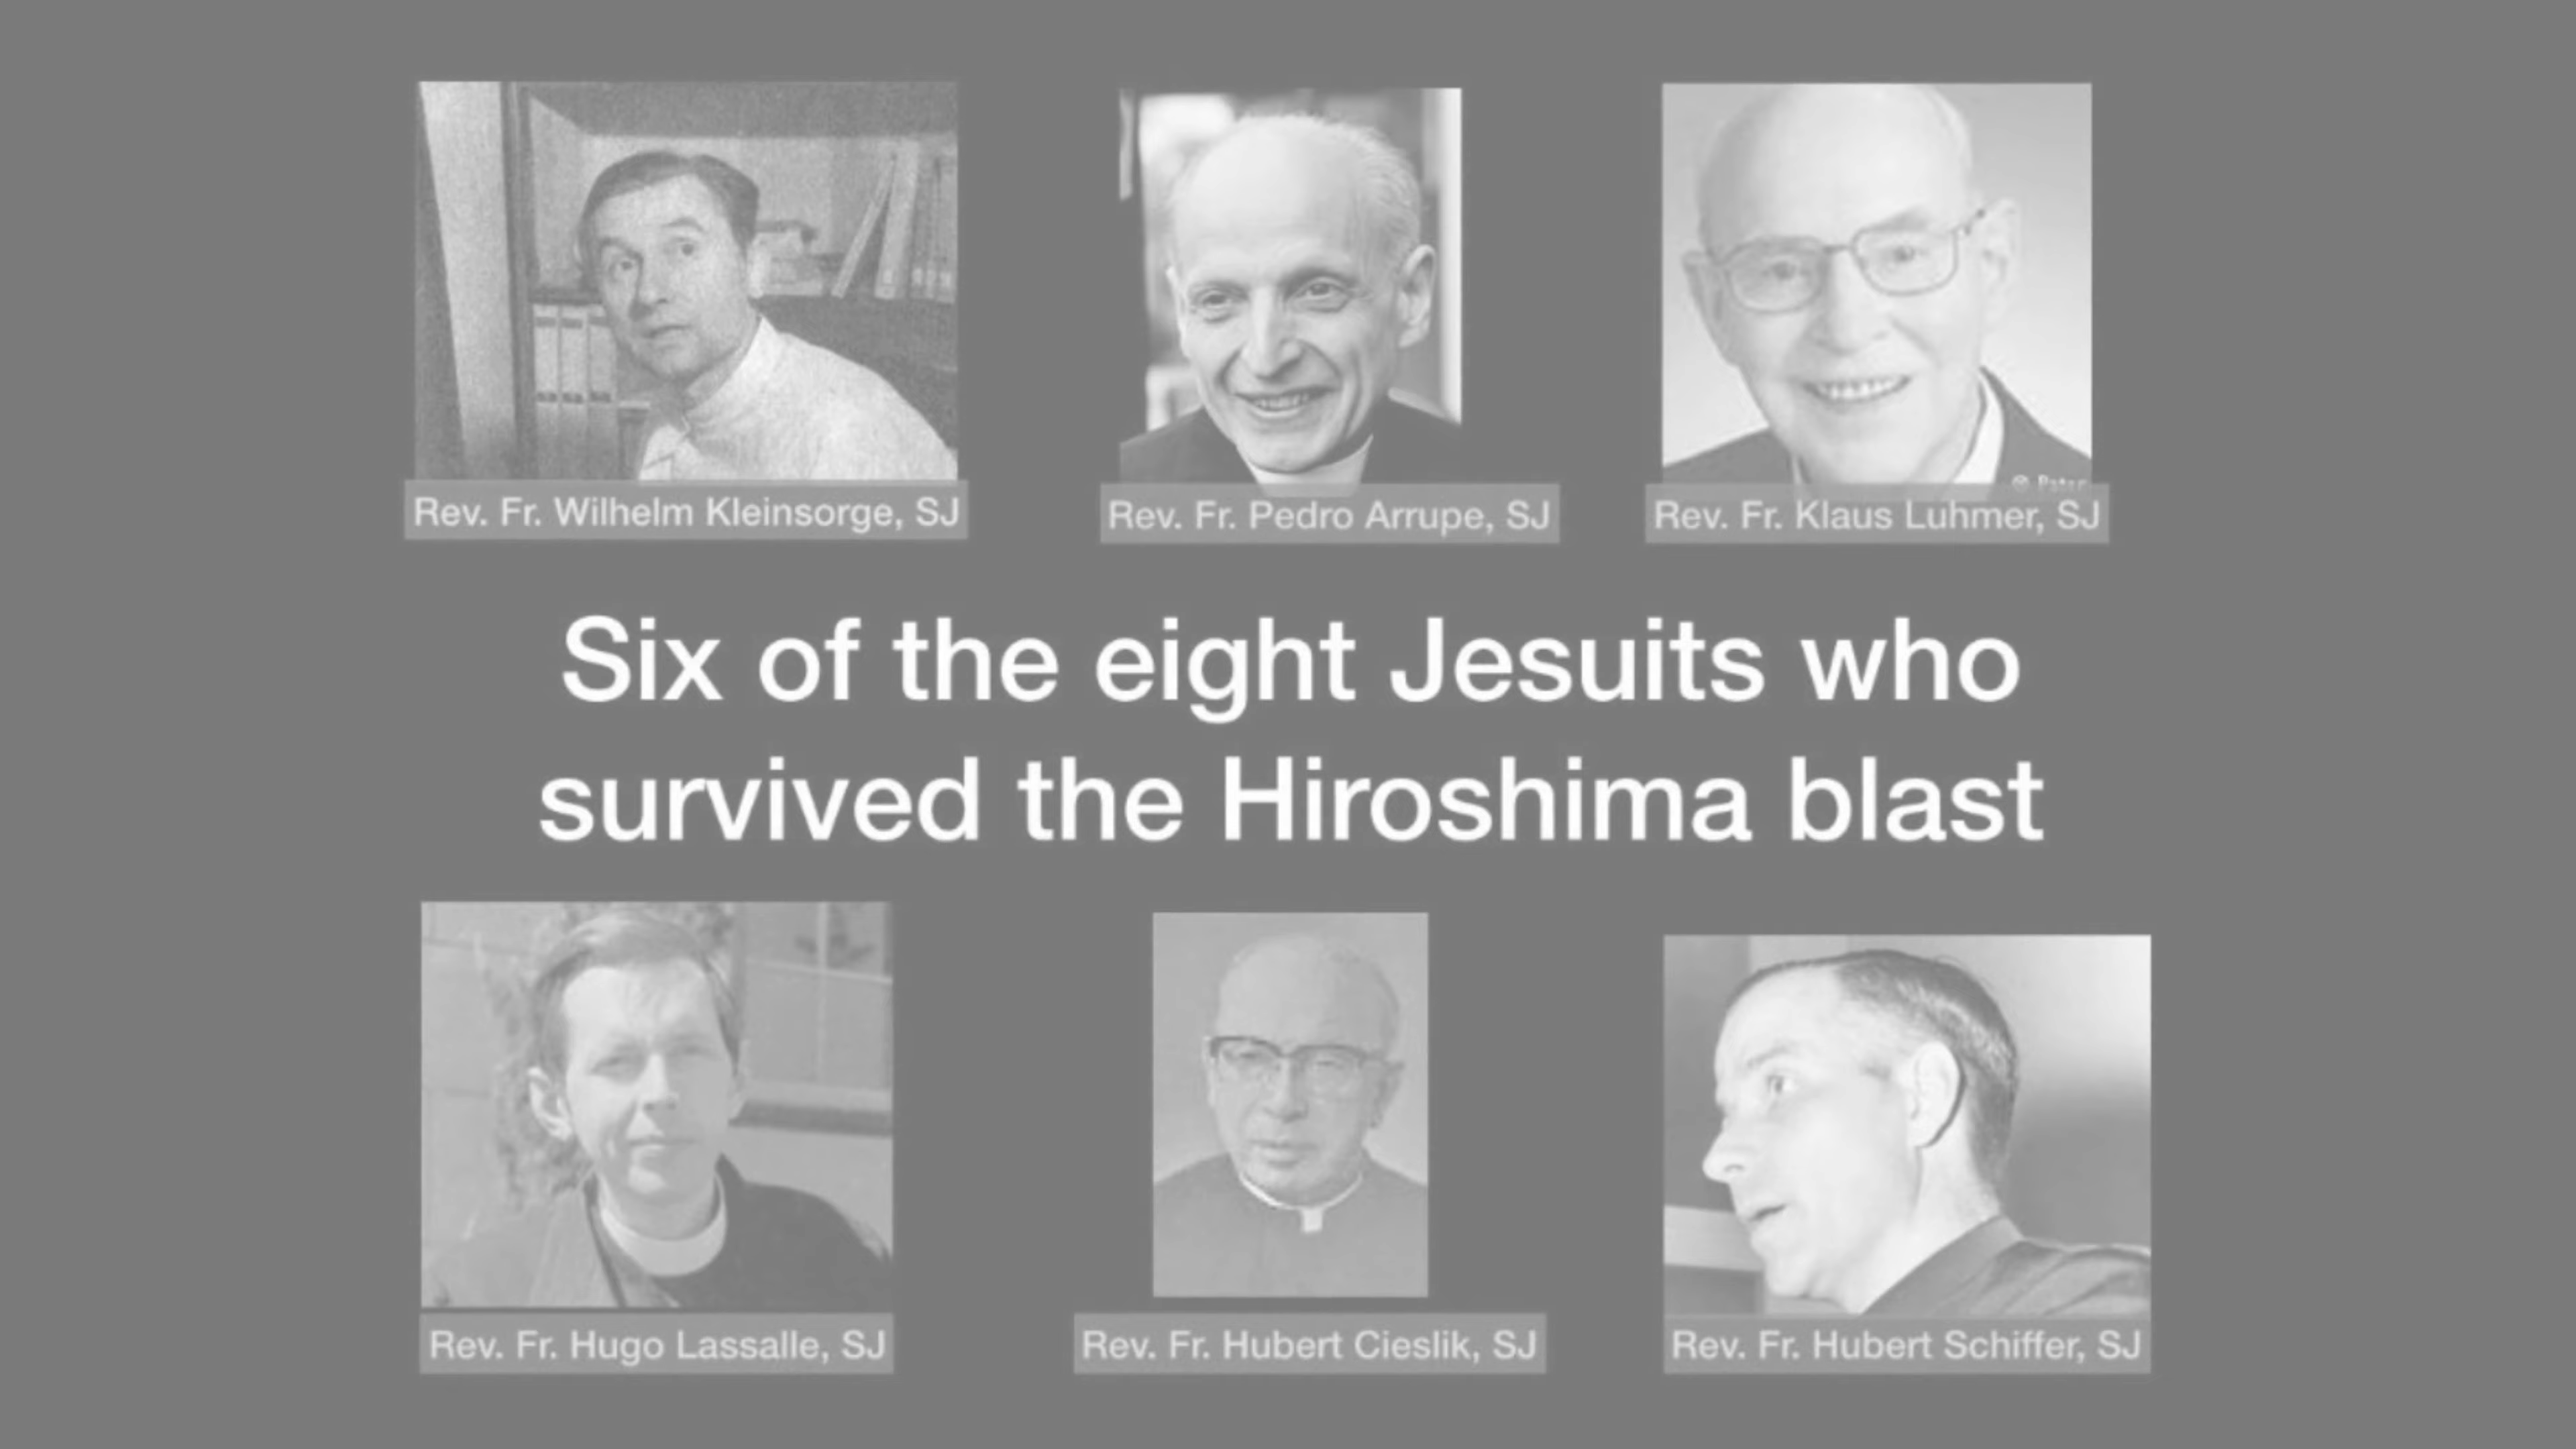 Rev. Fr. Wilhelm Kleinsorge, SJ
Rev. Fr. Pedro Arrupe, SJ
© Pater
Rev. Fr. Klaus Luhmer, SJ
Six of the eight Jesuits who
survived the Hiroshima blast
Rev. Fr. Hugo Lassalle, SJ
Rev. Fr. Hubert Cieslik, SJ
Rev. Fr. Hubert Schiffer, SJ